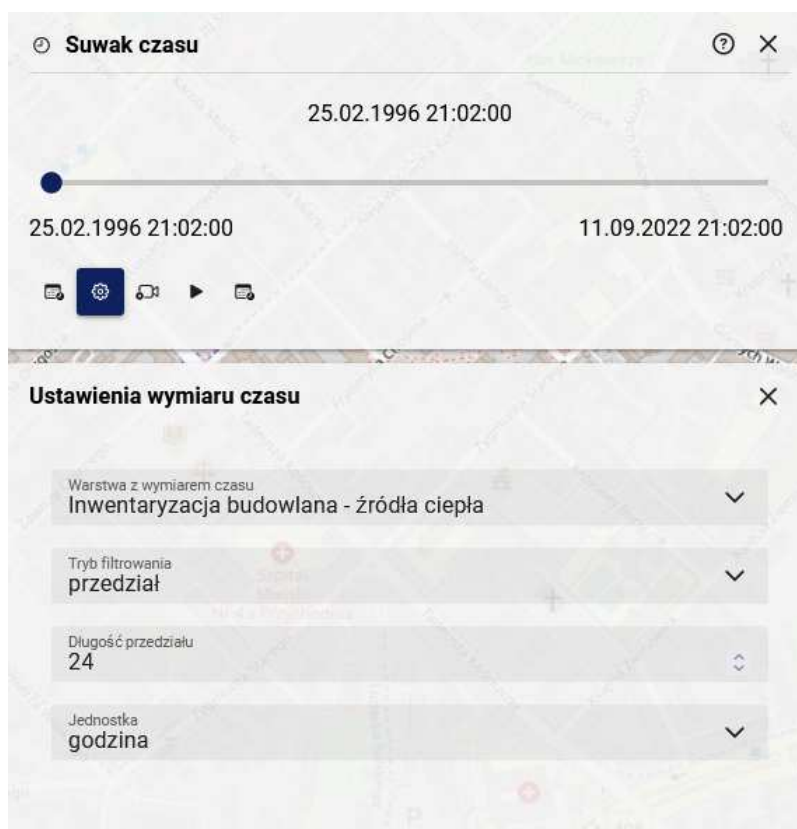 Suwak czasu
25.02.1996 21:02:00
25.02.1996 21:02:00 11.09.2022 21:02:00
Ustawienia wymiaru czasu
Warstwa z wymiarem czasu
Inwentaryzacja budowlana - źródła ciepła
Tryb filtrowania
przedział
Długość przedziału
24
Jednostka
godzina